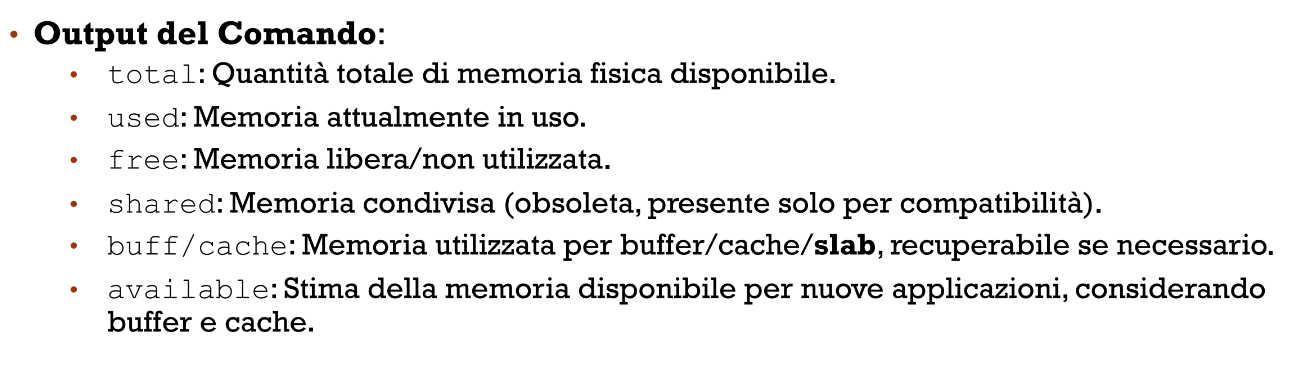 • Output del Comando:
• total: Quantità totale di memoria fisica disponibile.
• used: Memoria attualmente in uso.
• free: Memoria libera/non utilizzata.
• shared: Memoria condivisa (obsoleta, presente solo per compatibilità).
• buff/cache: Memoria utilizzata per buffer/cache/slab, recuperabile se necessario.
• available: Stima della memoria disponibile per nuove applicazioni, considerando
buffer e cache.